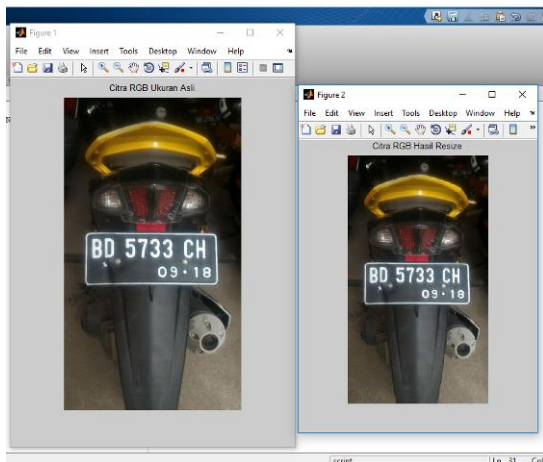 Figure 1
File Edit View Insert Tools Desktop Window Help
Citra RGB Ukuran Asli
BD 5733 CH
09·18
Figure 2
File Edit View Insert Tools Desktop Window Help
Citra RGB Hasil Resize
BD 5733 CH
09·18
script
Ln 31